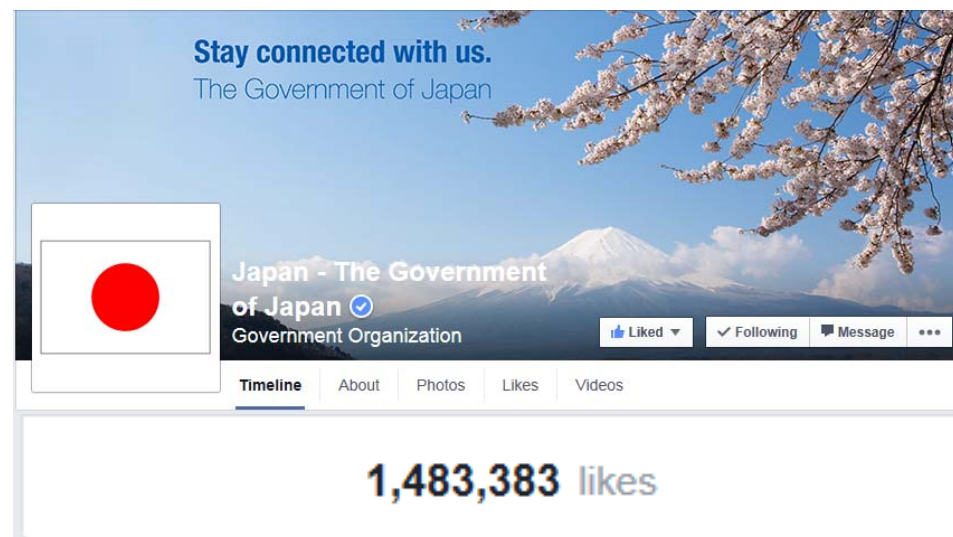 Stay connected with us.
The Government of Japan
Japan - The Government
of Japan
Government Organization
Liked
Following
Message
Timeline About Photos Likes Videos
1,483,383 likes